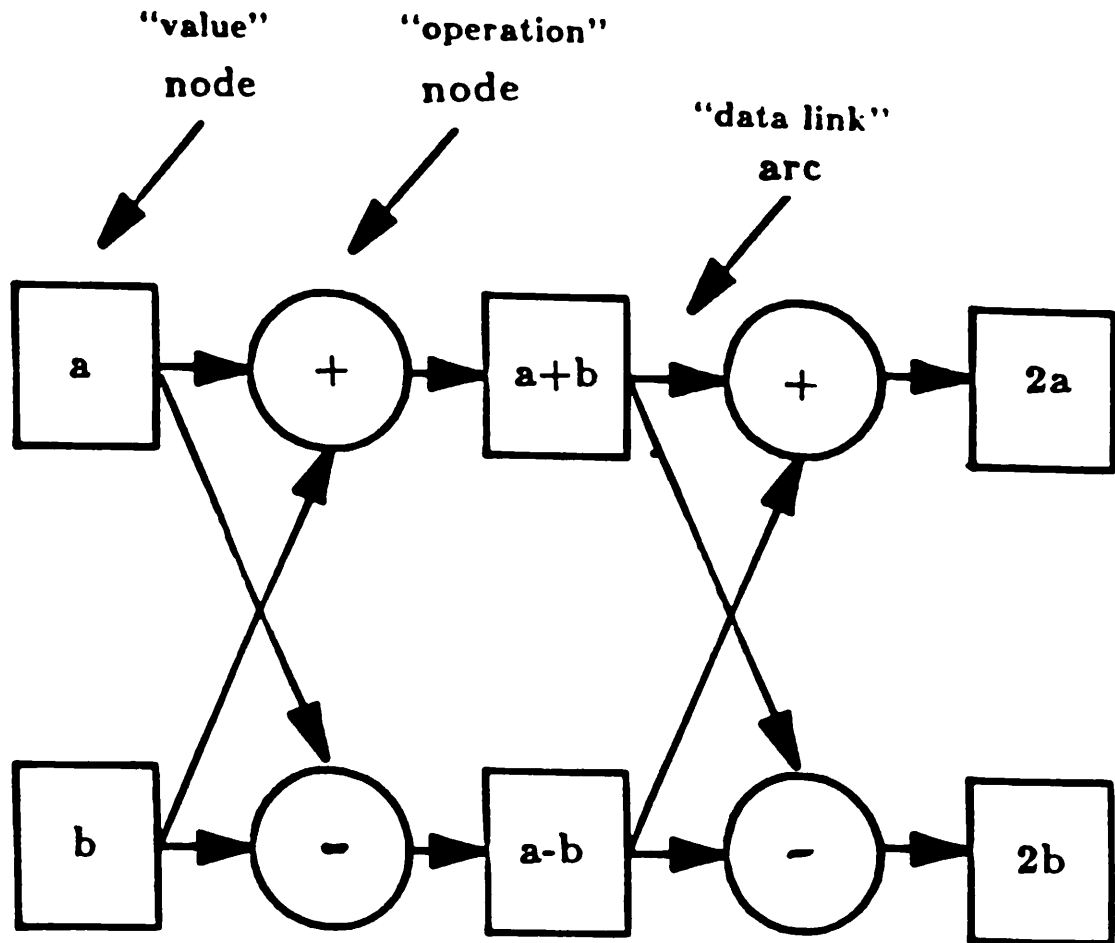 “value”
node
“operation”
node
“data link”
arc
a
+
a+b
+
2a
b
-
a-b
-
2b